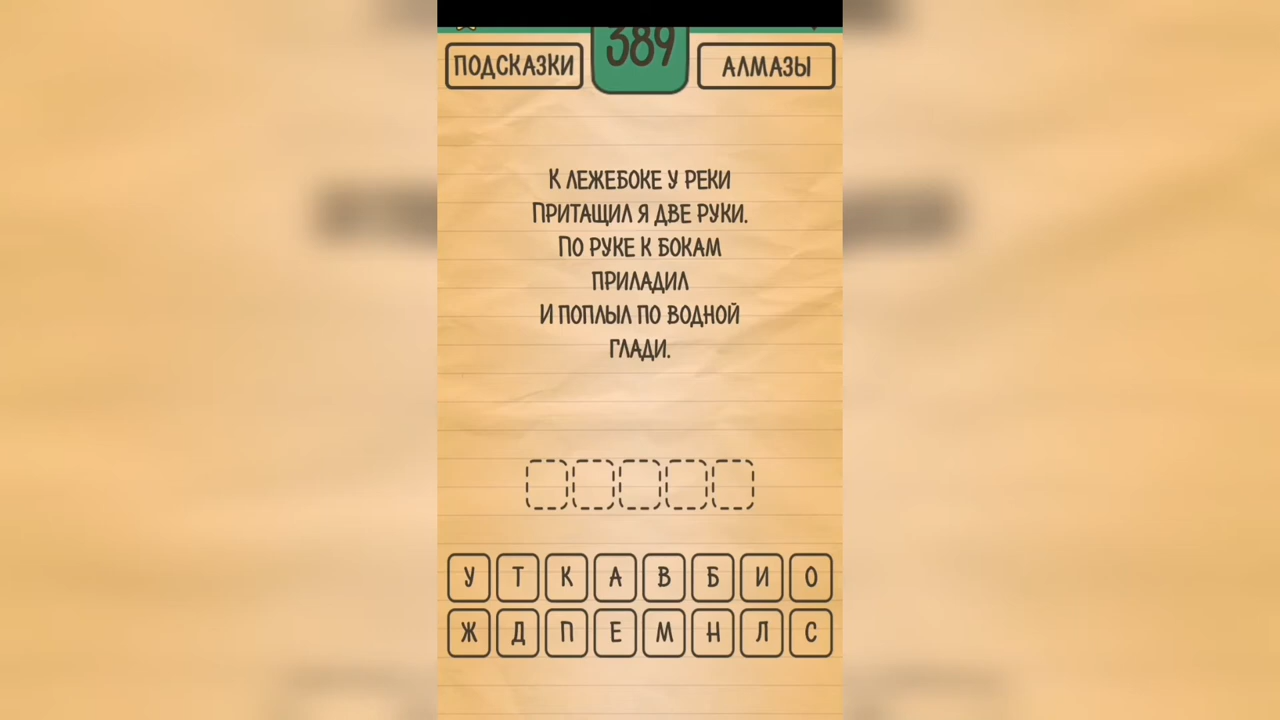 389
ПОДСКАЗКИ
АЛМАЗЫ
К ЛЕЖЕБОКЕ У РЕКИ
ПРИТАЩИЛ Я ДВЕ РУКИ.
ПО РУКЕ К БОКАМ
ПРИЛАДИЛ
И ПОПЛЫЛ ПО ВОДНОЙ
ГЛАДИ.
У Т К А В Б И О
Ж Д П Е М Н Л С